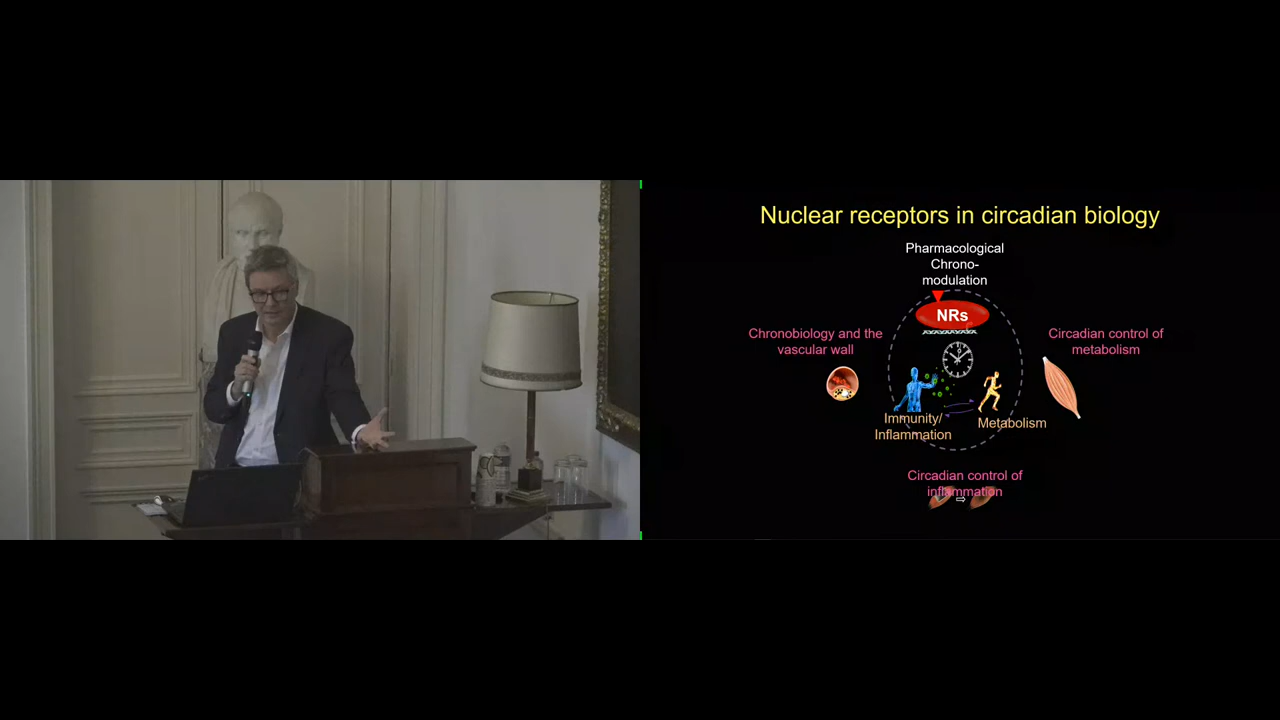 Nuclear receptors in circadian biology
Pharmacological
Chrono-
modulation
NRs
Chronobiology and the
vascular wall
Circadian control of
metabolism
Immunity/
Inflammation
Metabolism
Circadian control of
inflammation